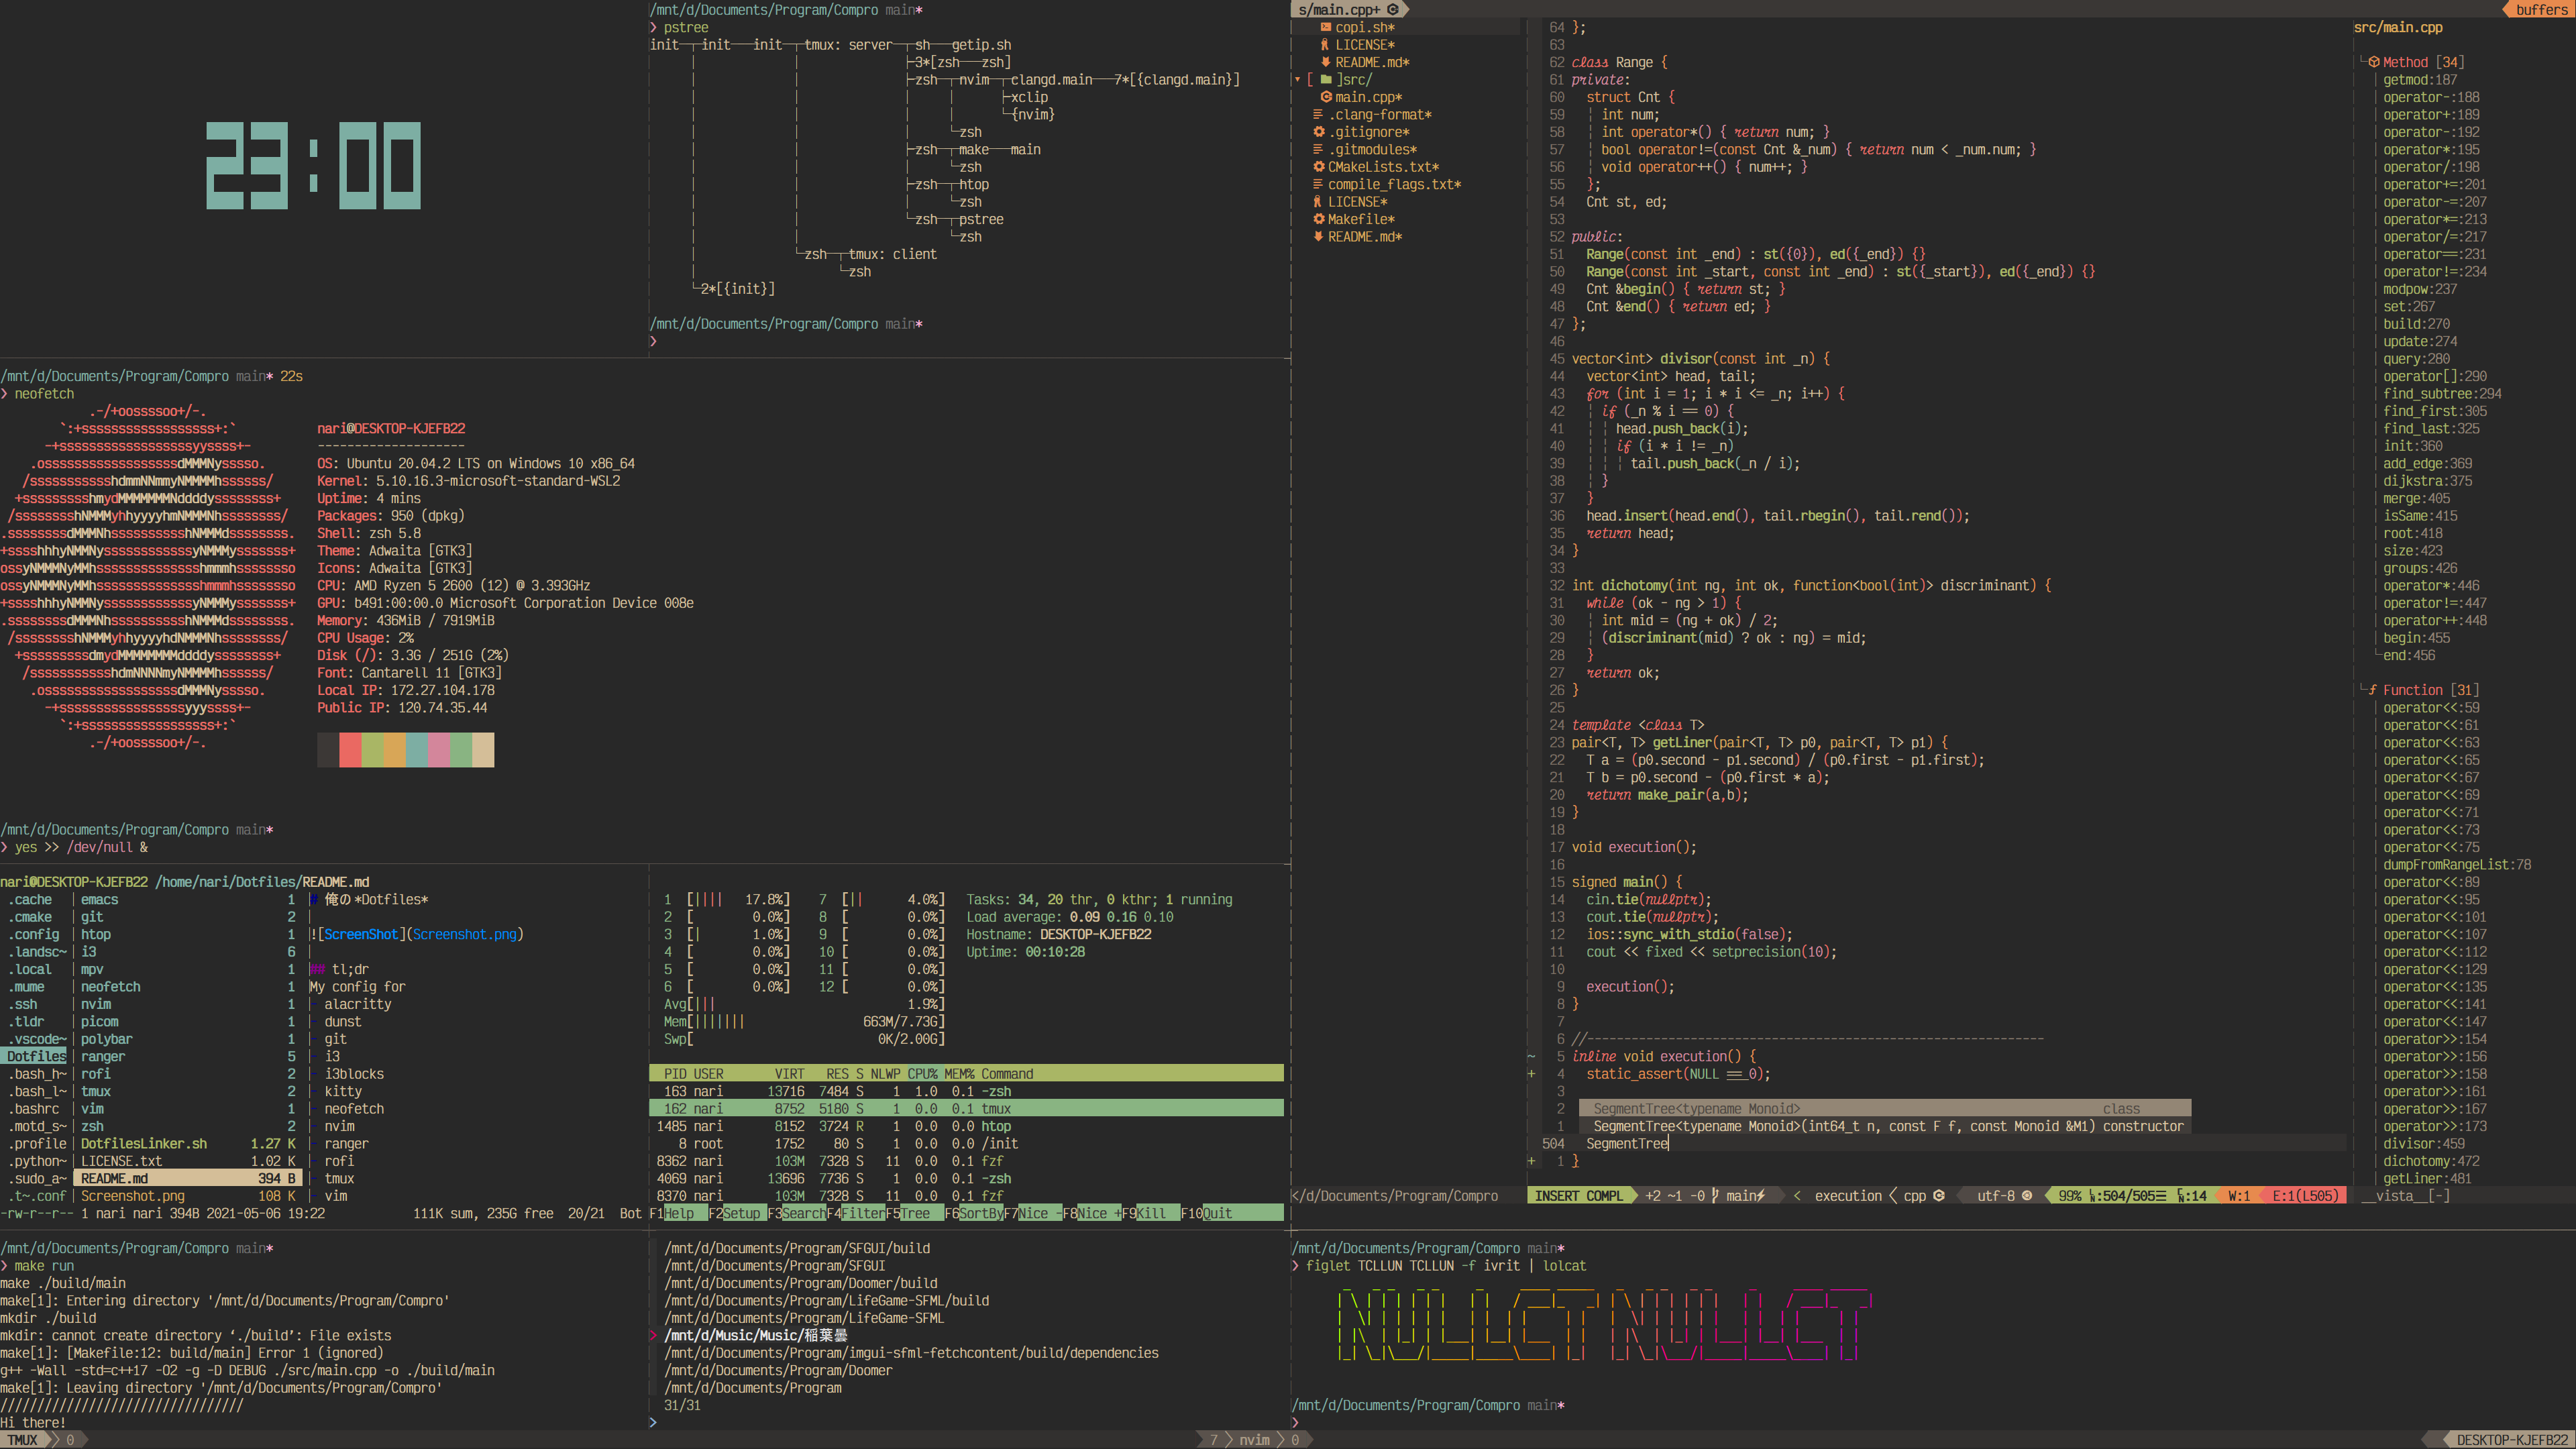 23:00
/mnt/d/Documents/Program/Compro main*
❯ pstree
init─┬─init───init─┬─tmux: server─┬─sh───getip.sh
├─3*[zsh───zsh]
├─zsh─┬─nvim─┬─clangd.main───7*[{clangd.main}]
├─xclip
└─{nvim}
└─zsh
├─zsh─┬─make───main
└─zsh
├─zsh─┬─htop
└─zsh
└─zsh─┬─pstree
└─zsh
└─zsh─┬─tmux: client
└─zsh
└─2*[{init}]
/mnt/d/Documents/Program/Compro main*
❯
/mnt/d/Documents/Program/Compro main* 22s
❯ neofetch
nari@DESKTOP-KJEFB22
--------------------
OS: Ubuntu 20.04.2 LTS on Windows 10 x86_64
Kernel: 5.10.16.3-microsoft-standard-WSL2
Uptime: 4 mins
Packages: 950 (dpkg)
Shell: zsh 5.8
Theme: Adwaita [GTK3]
Icons: Adwaita [GTK3]
CPU: AMD Ryzen 5 2600 (12) @ 3.393GHz
GPU: b491:00:00.0 Microsoft Corporation Device 008e
Memory: 436MiB / 7919MiB
CPU Usage: 2%
Disk (/): 3.3G / 251G (2%)
Font: Cantarell 11 [GTK3]
Local IP: 172.27.104.178
Public IP: 120.74.35.44
/mnt/d/Documents/Program/Compro main*
❯ yes >> /dev/null &
nari@DESKTOP-KJEFB22 /home/nari/Dotfiles/README.md
.cache | emacs 1 | # 俺の*Dotfiles*
.cmake | git 2 |
.config | htop 1 |![ScreenShot](Screenshot.png)
.landsc~ | i3 6 |
.local | mpv 1 | ## tl;dr
.mume | neofetch 1 |My config for
.ssh | nvim 1 | - alacritty
.tldr | picom 1 | - dunst
.vscode~ | polybar 1 | - git
Dotfiles | ranger 5 | - i3
.bash_h~ | rofi 2 | - i3blocks
.bash_l~ | tmux 2 | - kitty
.bashrc | vim 1 | - neofetch
.motd_s~ | zsh 2 | - nvim
.profile | DotfilesLinker.sh 1.27 K | - ranger
.python~ | LICENSE.txt 1.02 K | - rofi
.sudo_a~ | README.md 394 B | - tmux
.t~.conf | Screenshot.png 108 K | - vim
-rw-r--r-- 1 nari nari 394B 2021-05-06 19:22 111K sum, 235G free 20/21 Bot
1 [|||| 17.8%] 7 [|| 4.0%] Tasks: 34, 20 thr, 0 kthr; 1 running
2 [ 0.0%] 8 [ 0.0%] Load average: 0.09 0.16 0.10
3 [| 1.0%] 9 [ 0.0%] Hostname: DESKTOP-KJEFB22
4 [ 0.0%] 10 [ 0.0%] Uptime: 00:10:28
5 [ 0.0%] 11 [ 0.0%]
6 [ 0.0%] 12 [ 0.0%]
Avg[||| 1.9%]
Mem[||||||| 663M/7.73G]
Swp[ 0K/2.00G]
PID USER VIRT RES S NLWP CPU% MEM% Command
163 nari 13716 7484 S 1 1.0 0.1 -zsh
162 nari 8752 5180 S 1 0.0 0.1 tmux
1485 nari 8152 3724 R 1 0.0 0.0 htop
8 root 1752 80 S 1 0.0 0.0 /init
8362 nari 103M 7328 S 11 0.0 0.1 fzf
4069 nari 13696 7736 S 1 0.0 0.1 -zsh
8370 nari 103M 7328 S 11 0.0 0.1 fzf
F1Help F2Setup F3SearchF4FilterF5Tree F6SortByF7Nice -F8Nice +F9Kill F10Quit
/mnt/d/Documents/Program/Compro main*
❯ make run
make ./build/main
make[1]: Entering directory '/mnt/d/Documents/Program/Compro'
mkdir ./build
mkdir: cannot create directory ‘./build’: File exists
make[1]: [Makefile:12: build/main] Error 1 (ignored)
g++ -Wall -std=c++17 -O2 -g -D DEBUG ./src/main.cpp -o ./build/main
make[1]: Leaving directory '/mnt/d/Documents/Program/Compro'
/////////////////////////////////
Hi there!
/mnt/d/Documents/Program/SFGUI/build
/mnt/d/Documents/Program/SFGUI
/mnt/d/Documents/Program/Doomer/build
/mnt/d/Documents/Program/LifeGame-SFML/build
/mnt/d/Documents/Program/LifeGame-SFML
> /mnt/d/Music/Music/稲葉曇
/mnt/d/Documents/Program/imgui-sfml-fetchcontent/build/dependencies
/mnt/d/Documents/Program/Doomer
/mnt/d/Documents/Program
31/31
>
s/main.cpp+
buffers
copi.sh*
LICENSE*
README.md*
▾ [ ]src/
main.cpp*
.clang-format*
.gitignore*
.gitmodules*
CMakeLists.txt*
compile_flags.txt*
LICENSE*
Makefile*
README.md*
64 };
63
62 class Range {
61 private:
60 struct Cnt {
59 ¦ int num;
58 ¦ int operator*() { return num; }
57 ¦ bool operator!=(const Cnt &_num) { return num < _num.num; }
56 ¦ void operator++() { num++; }
55 };
54 Cnt st, ed;
53
52 public:
51 Range(const int _end) : st({0}), ed({_end}) {}
50 Range(const int _start, const int _end) : st({_start}), ed({_end}) {}
49 Cnt &begin() { return st; }
48 Cnt &end() { return ed; }
47 };
46
45 vector<int> divisor(const int _n) {
44 vector<int> head, tail;
43 for (int i = 1; i * i <= _n; i++) {
42 ¦ if (_n % i == 0) {
41 ¦ ¦ head.push_back(i);
40 ¦ ¦ if (i * i != _n)
39 ¦ ¦ ¦ tail.push_back(_n / i);
38 ¦ }
37 }
36 head.insert(head.end(), tail.rbegin(), tail.rend());
35 return head;
34 }
33
32 int dichotomy(int ng, int ok, function<bool(int)> discriminant) {
31 while (ok - ng > 1) {
30 ¦ int mid = (ng + ok) / 2;
29 ¦ (discriminant(mid) ? ok : ng) = mid;
28 }
27 return ok;
26 }
25
24 template <class T>
23 pair<T, T> getLiner(pair<T, T> p0, pair<T, T> p1) {
22 T a = (p0.second - p1.second) / (p0.first - p1.first);
21 T b = p0.second - (p0.first * a);
20 return make_pair(a,b);
19 }
18
17 void execution();
16
15 signed main() {
14 cin.tie(nullptr);
13 cout.tie(nullptr);
12 ios::sync_with_stdio(false);
11 cout << fixed << setprecision(10);
10
9 execution();
8 }
7
6 //--------------------------------------------------------------
~ 5 inline void execution() {
+ 4 static_assert(NULL == 0);
3
2 SegmentTree<typename Monoid> class
1 SegmentTree<typename Monoid>(int64_t n, const F f, const Monoid &M1) constructor
504 SegmentTree
+ 1 }
</d/Documents/Program/Compro INSERT COMPL +2 ~1 -0 main execution cpp utf-8 99% :504/505 :14 W:1 E:1(L505) __vista__[-]
src/main.cpp
Method [34]
getmod:187
operator-:188
operator+:189
operator-:192
operator*:195
operator/:198
operator+=:201
operator-=:207
operator*=:213
operator/=:217
operator==:231
operator!=:234
modpow:237
set:267
build:270
update:274
query:280
operator[]:290
find_subtree:294
find_first:305
find_last:325
init:360
add_edge:369
dijkstra:375
merge:405
isSame:415
root:418
size:423
groups:426
operator*:446
operator!=:447
operator++:448
begin:455
end:456
Function [31]
operator<<:59
operator<<:61
operator<<:63
operator<<:65
operator<<:67
operator<<:69
operator<<:71
operator<<:73
operator<<:75
dumpFromRangeList:78
operator<<:89
operator<<:95
operator<<:101
operator<<:107
operator<<:112
operator<<:129
operator<<:135
operator<<:141
operator<<:147
operator>>:154
operator>>:156
operator>>:158
operator>>:161
operator>>:167
operator>>:173
divisor:459
dichotomy:472
getLiner:481
/mnt/d/Documents/Program/Compro main*
❯ figlet TCLLUN TCLLUN -f ivrit | lolcat
NULLCT NULLCT
/mnt/d/Documents/Program/Compro main*
❯
TMUX 0
7 nvim 0
DESKTOP-KJEFB22